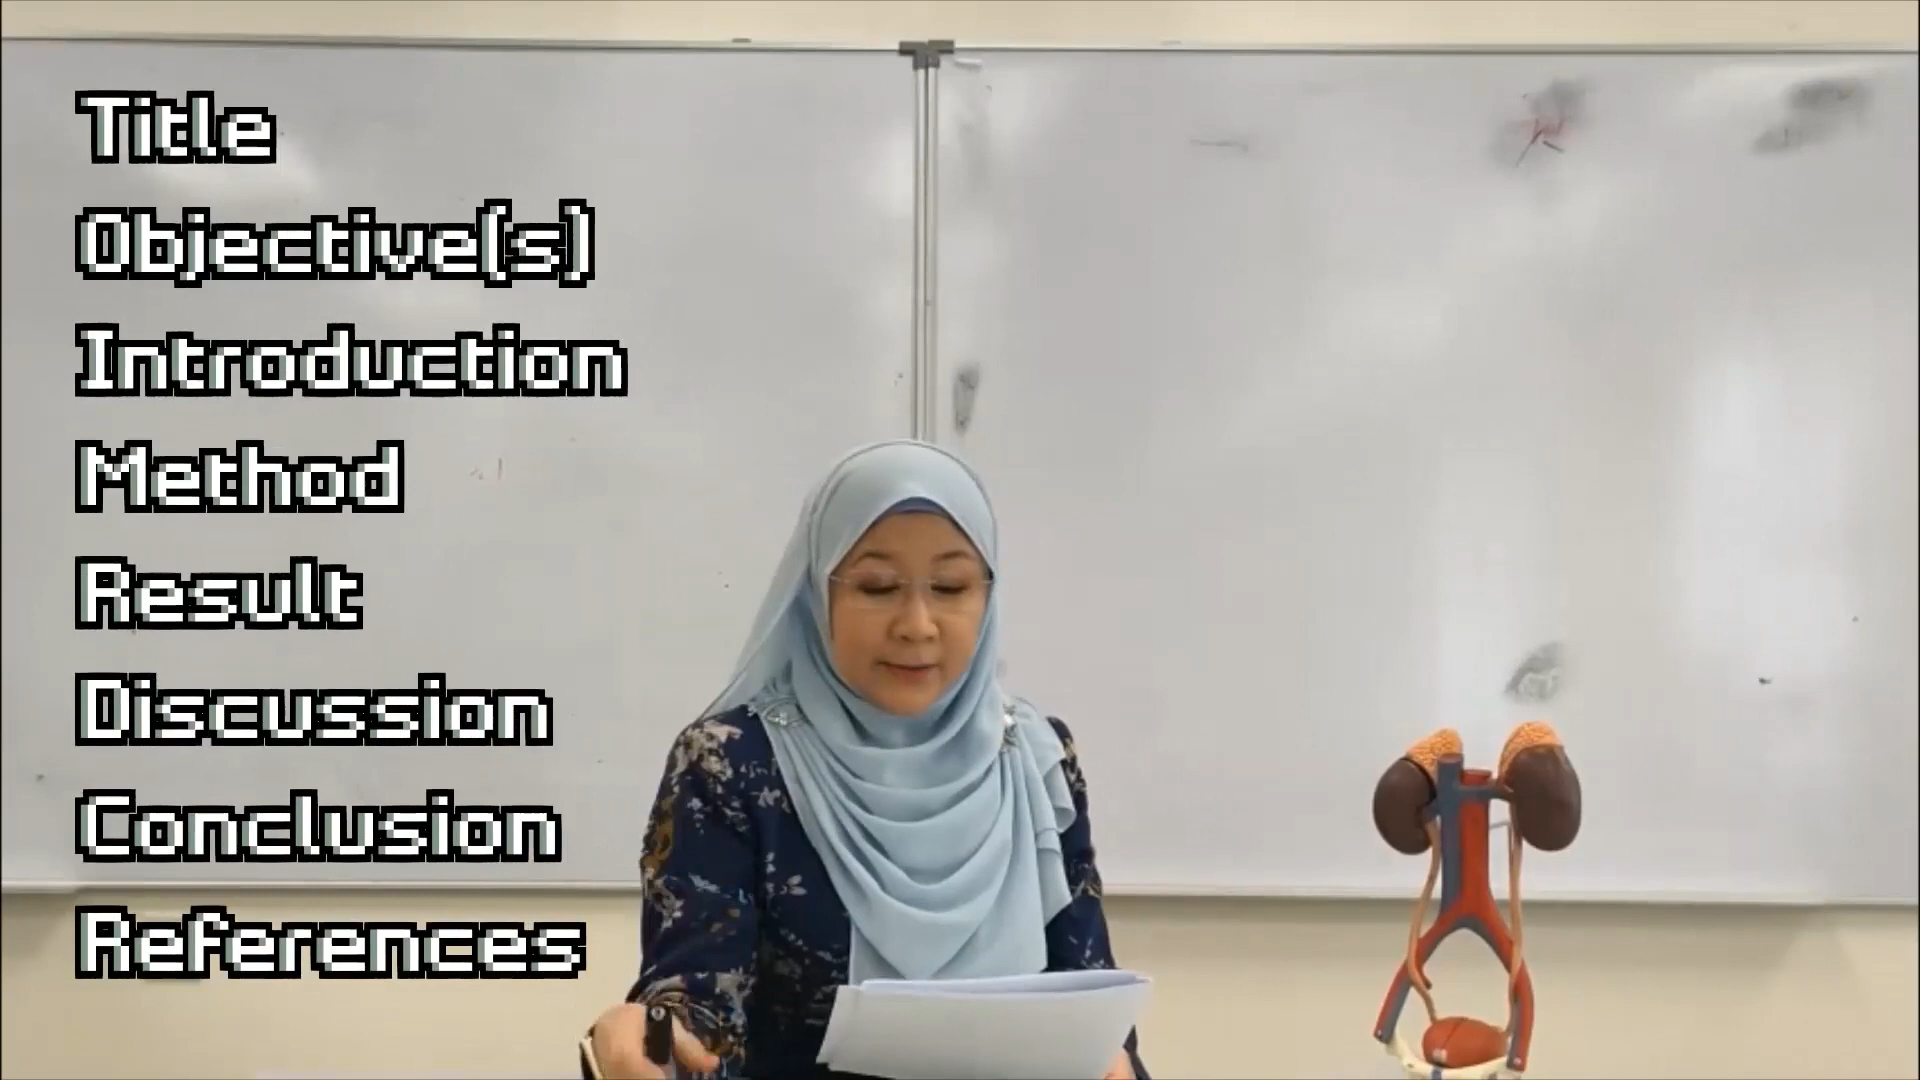 Title
Objective(s)
Introduction
Method
Result
Discussion
Conclusion
References